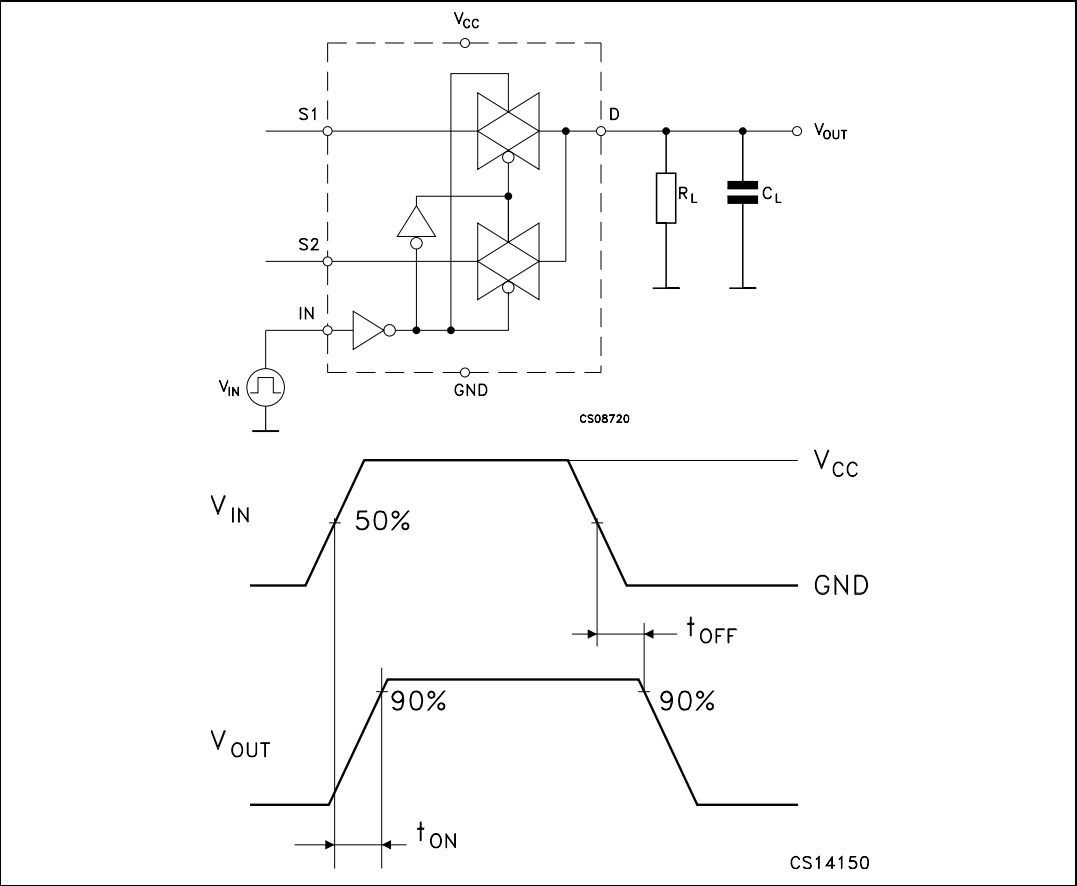 VCC
S1
D
VOUT
RL
CL
S2
IN
VIN
GND
CS08720
VCC
VIN
50%
GND
tOFF
90%
90%
VOUT
tON
CS14150